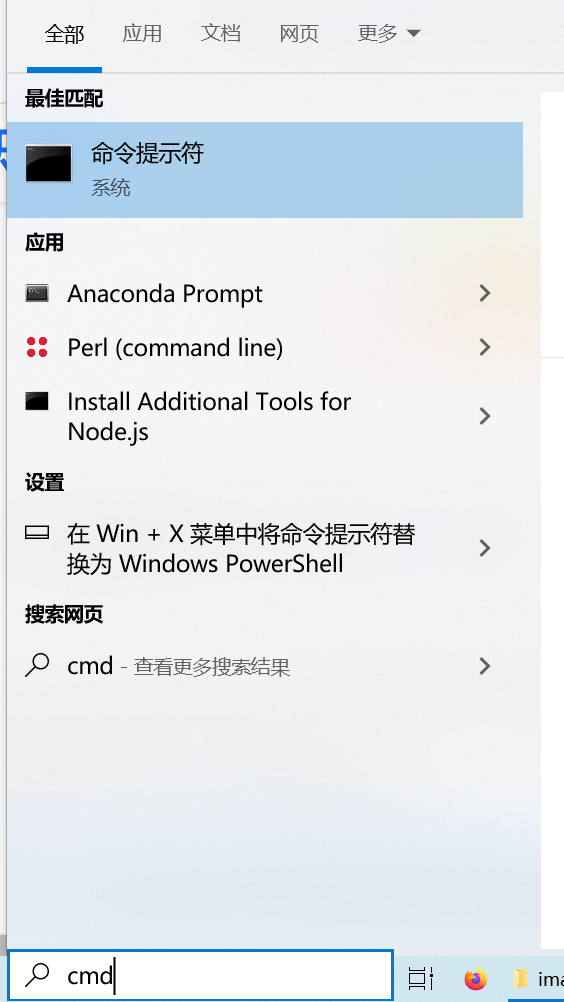 全部 应用 文档 网页 更多
最佳匹配
命令提示符
系统
应用
Anaconda Prompt
Perl (command line)
Install Additional Tools for
Node.js
设置
在 Win + X 菜单中将命令提示符替
换为 Windows PowerShell
搜索网页
cmd - 查看更多搜索结果
cmd
ima